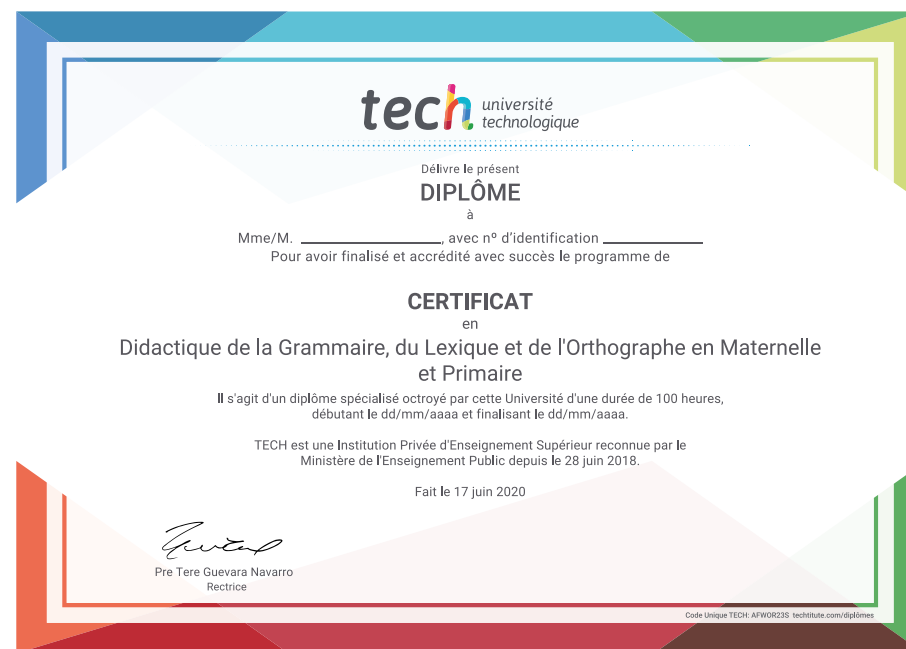 tech université
technologique
Délivre le présent
DIPLÔME
à
Mme/M. ____________________, avec nº d'identification ______________
Pour avoir finalisé et accrédité avec succès le programme de
CERTIFICAT
en
Didactique de la Grammaire, du Lexique et de l'Orthographe en Maternelle
et Primaire
Il s'agit d'un diplôme spécialisé octroyé par cette Université d'une durée de 100 heures,
débutant le dd/mm/aaaa et finalisant le dd/mm/aaaa.
TECH est une Institution Privée d'Enseignement Supérieur reconnue par le
Ministère de l'Enseignement Public depuis le 28 juin 2018.
Fait le 17 juin 2020
Pre Tere Guevara Navarro
Rectrice
Code Unique TECH: AFWOR23S techtitute.com/diplômes